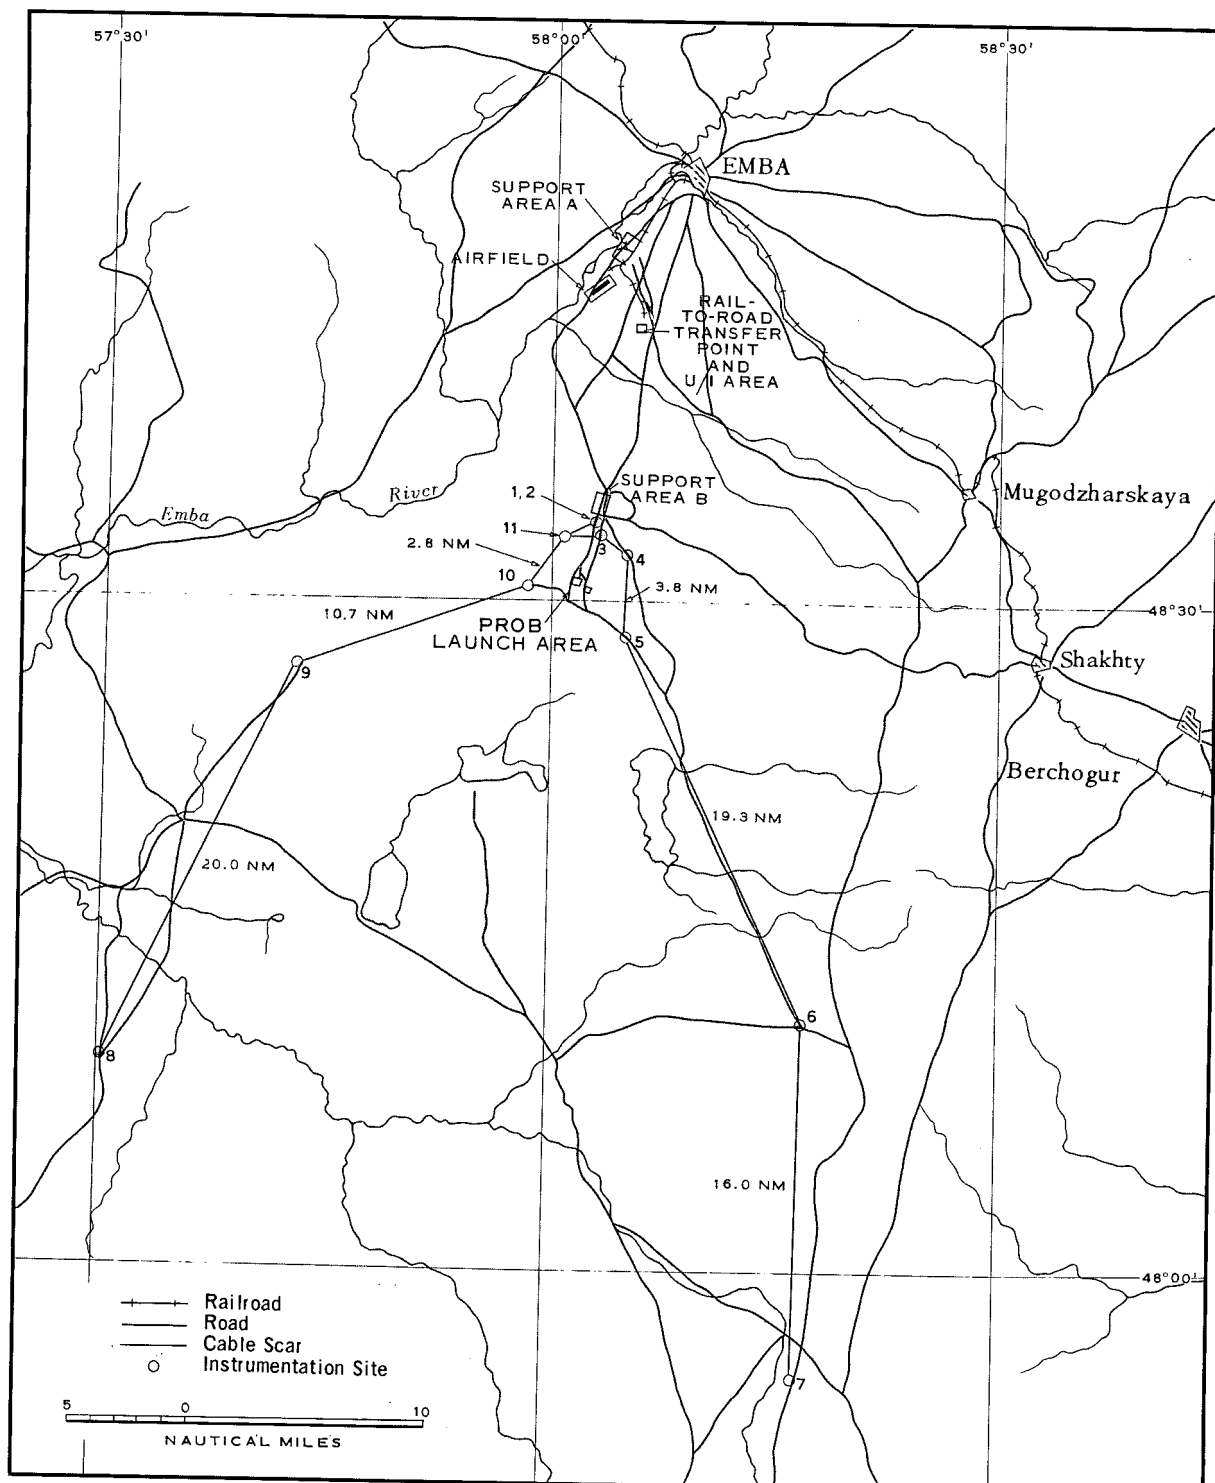 57°30'
58°00'
58°30'
EMBA
SUPPORT
AREA A
AIRFIELD
RAIL-
TO-ROAD
TRANSFER
POINT
AND
U/I AREA
SUPPORT
AREA B
Mugodzharskaya
River
Emba
1, 2
11
3
4
2.8 NM
10
3.8 NM
10.7 NM
48°30'
PROB
LAUNCH AREA
5
Shakhty
9
Berchogur
19.3 NM
20.0 NM
6
8
16.0 NM
48°00'
7
Railroad
Road
Cable Scar
Instrumentation Site
5 0 10
NAUTICAL MILES